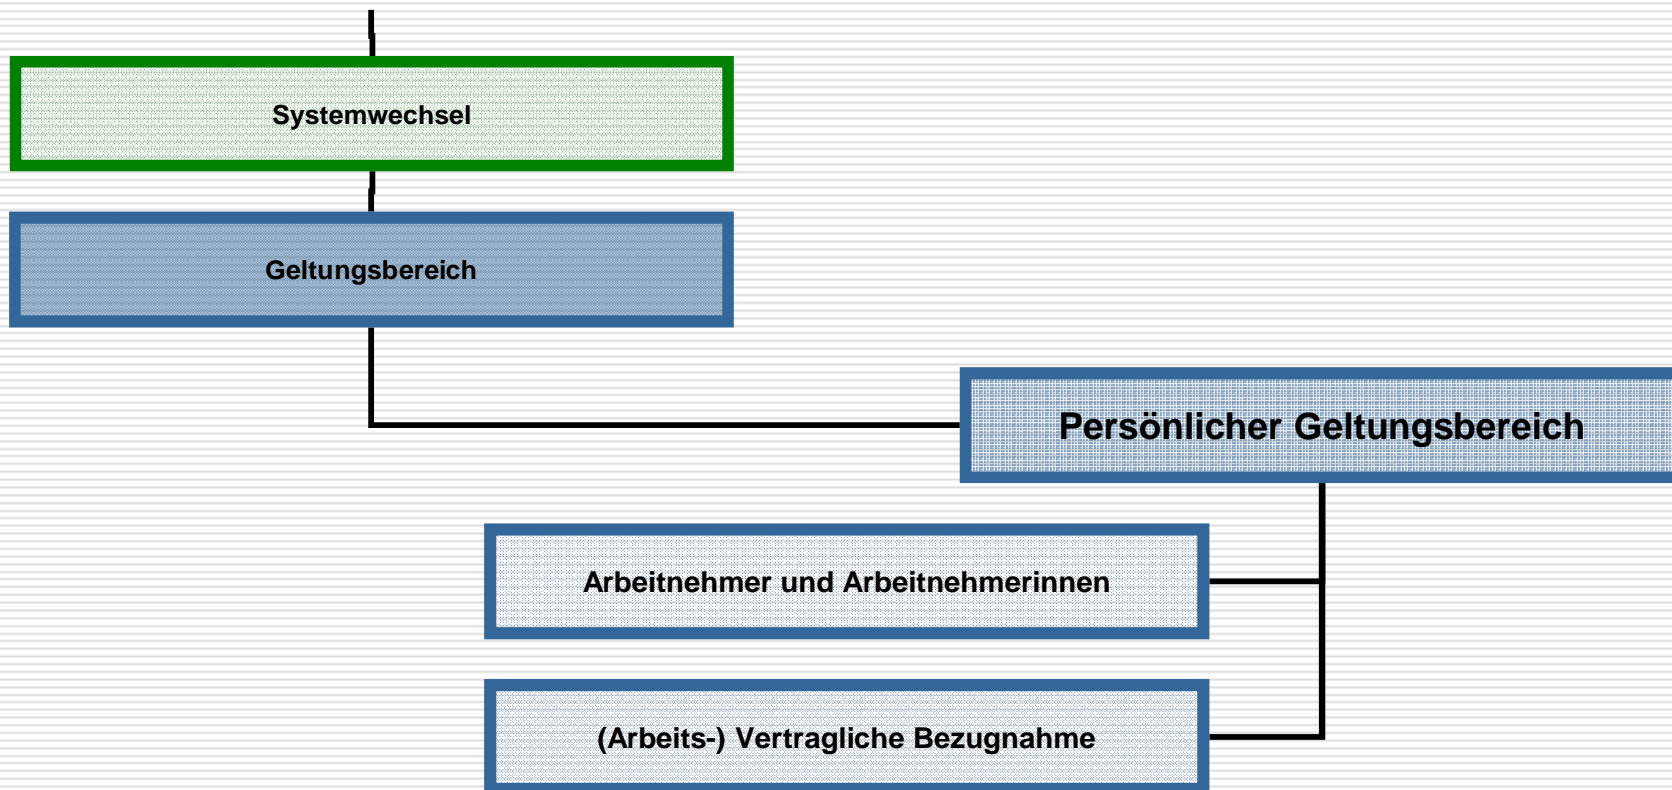 Systemwechsel
Geltungsbereich
Persönlicher Geltungsbereich
Arbeitnehmer und Arbeitnehmerinnen
(Arbeits-) Vertragliche Bezugnahme